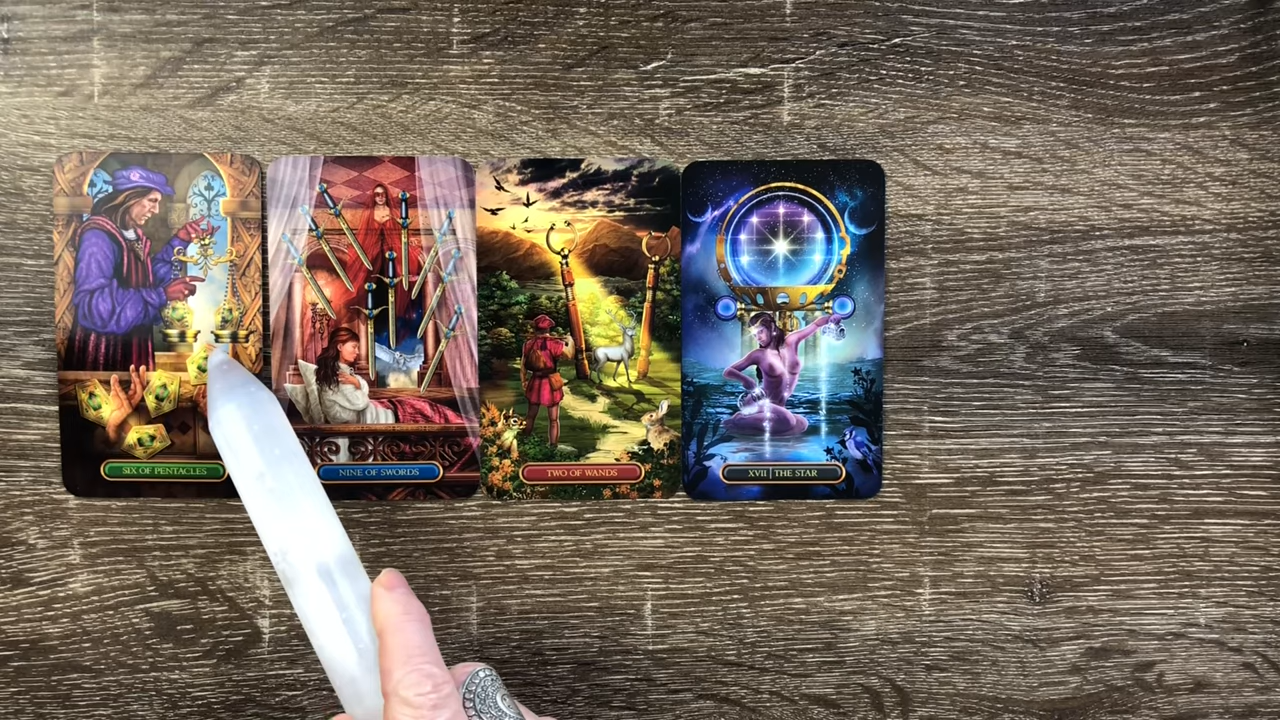 SIX OF PENTACLES
NINE OF SWORDS
TWO OF WANDS
XVII | THE STAR